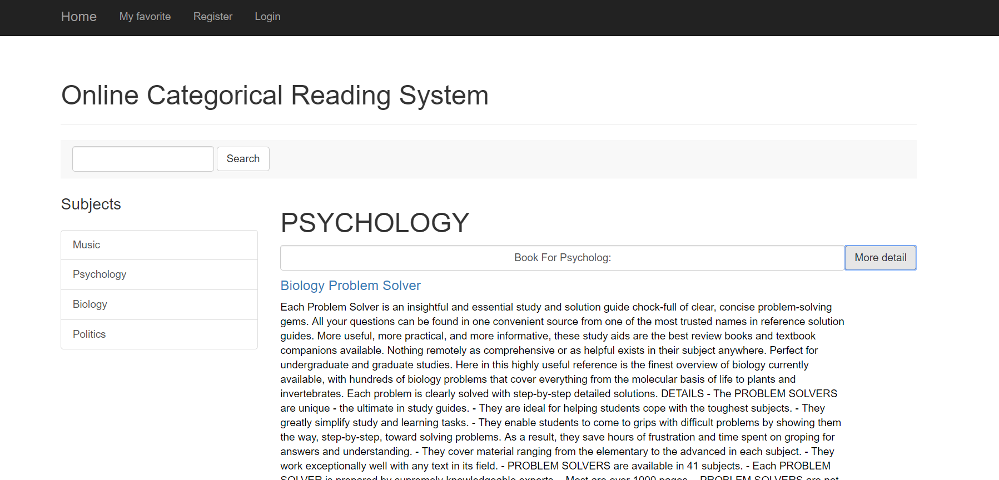 Home My favorite Register Login
Online Categorical Reading System
Search
Subjects
Music
Psychology
Biology
Politics
PSYCHOLOGY
Book For Psycholog: More detail
Biology Problem Solver
Each Problem Solver is an insightful and essential study and solution guide chock-full of clear, concise problem-solving
gems. All your questions can be found in one convenient source from one of the most trusted names in reference solution
guides. More useful, more practical, and more informative, these study aids are the best review books and textbook
companions available. Nothing remotely as comprehensive or as helpful exists in their subject anywhere. Perfect for
undergraduate and graduate studies. Here in this highly useful reference is the finest overview of biology currently
available, with hundreds of biology problems that cover everything from the molecular basis of life to plants and
invertebrates. Each problem is clearly solved with step-by-step detailed solutions. DETAILS - The PROBLEM SOLVERS
are unique - the ultimate in study guides. - They are ideal for helping students cope with the toughest subjects. - They
greatly simplify study and learning tasks. - They enable students to come to grips with difficult problems by showing them
the way, step-by-step, toward solving problems. As a result, they save hours of frustration and time spent on groping for
answers and understanding. - They cover material ranging from the elementary to the advanced in each subject. - They
work exceptionally well with any text in its field. - PROBLEM SOLVERS are available in 41 subjects. - Each PROBLEM
SOLVER is prepared by supremely knowledgeable experts. - Most are over 1000 pages. - PROBLEM SOLVERS are not